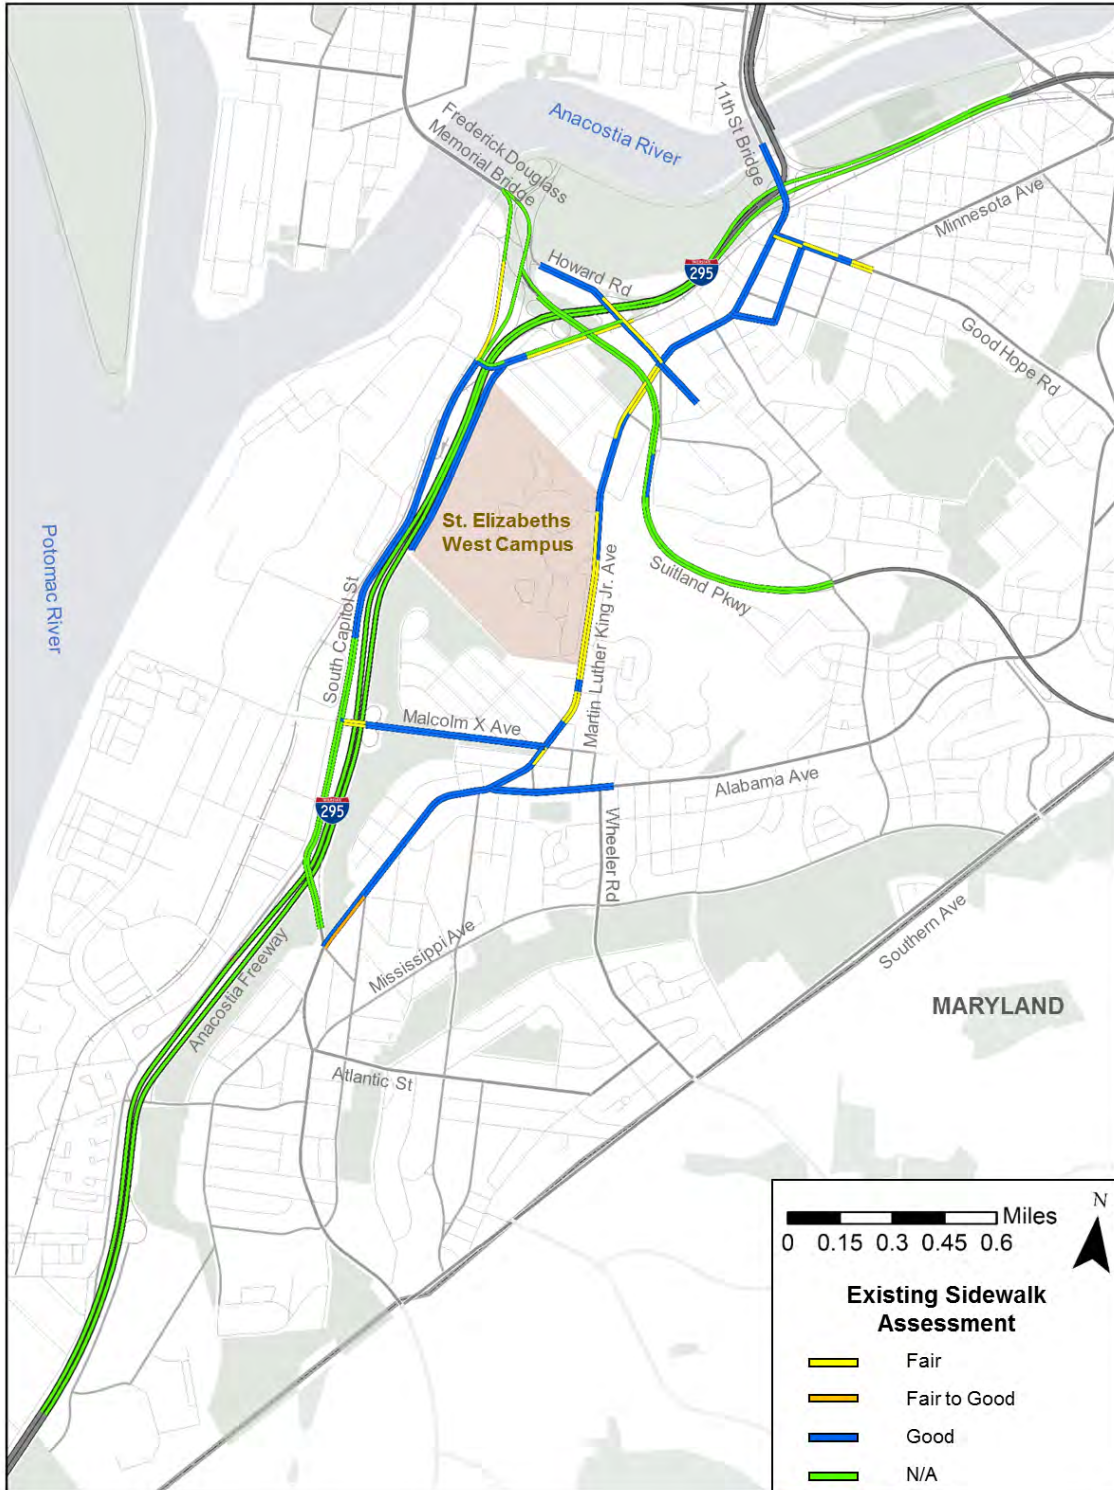 Anacostia River
11th St Bridge
Frederick Douglass
Memorial Bridge
Minnesota Ave
Howard Rd
295
Good Hope Rd
St. Elizabeths
West Campus
Potomac River
South Capitol St
Suitland Pkwy
Martin Luther King Jr. Ave
Malcolm X Ave
Alabama Ave
295
Wheeler Rd
Mississippi Ave
Southern Ave
Anacostia Freeway
MARYLAND
Atlantic St
N
Miles
0 0.15 0.3 0.45 0.6
Existing Sidewalk
Assessment
Fair
Fair to Good
Good
N/A